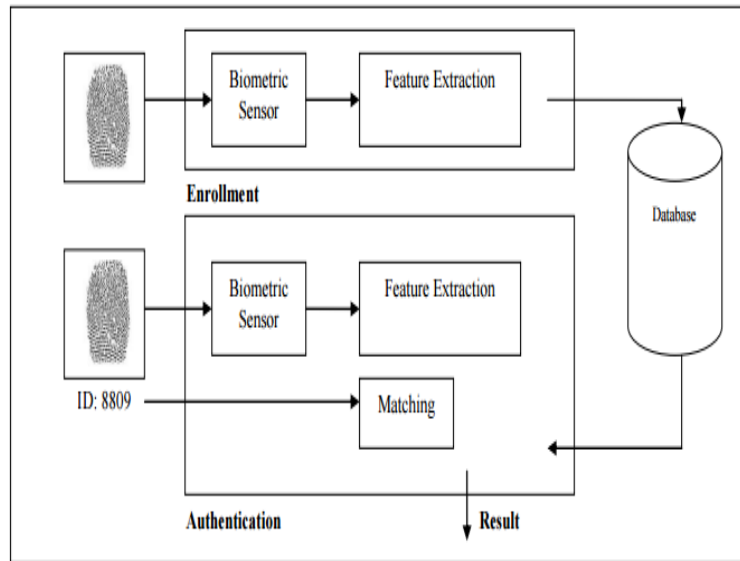 Biometric
Sensor
Feature Extraction
Enrollment
Database
Biometric
Sensor
Feature Extraction
ID: 8809
Matching
Authentication
Result